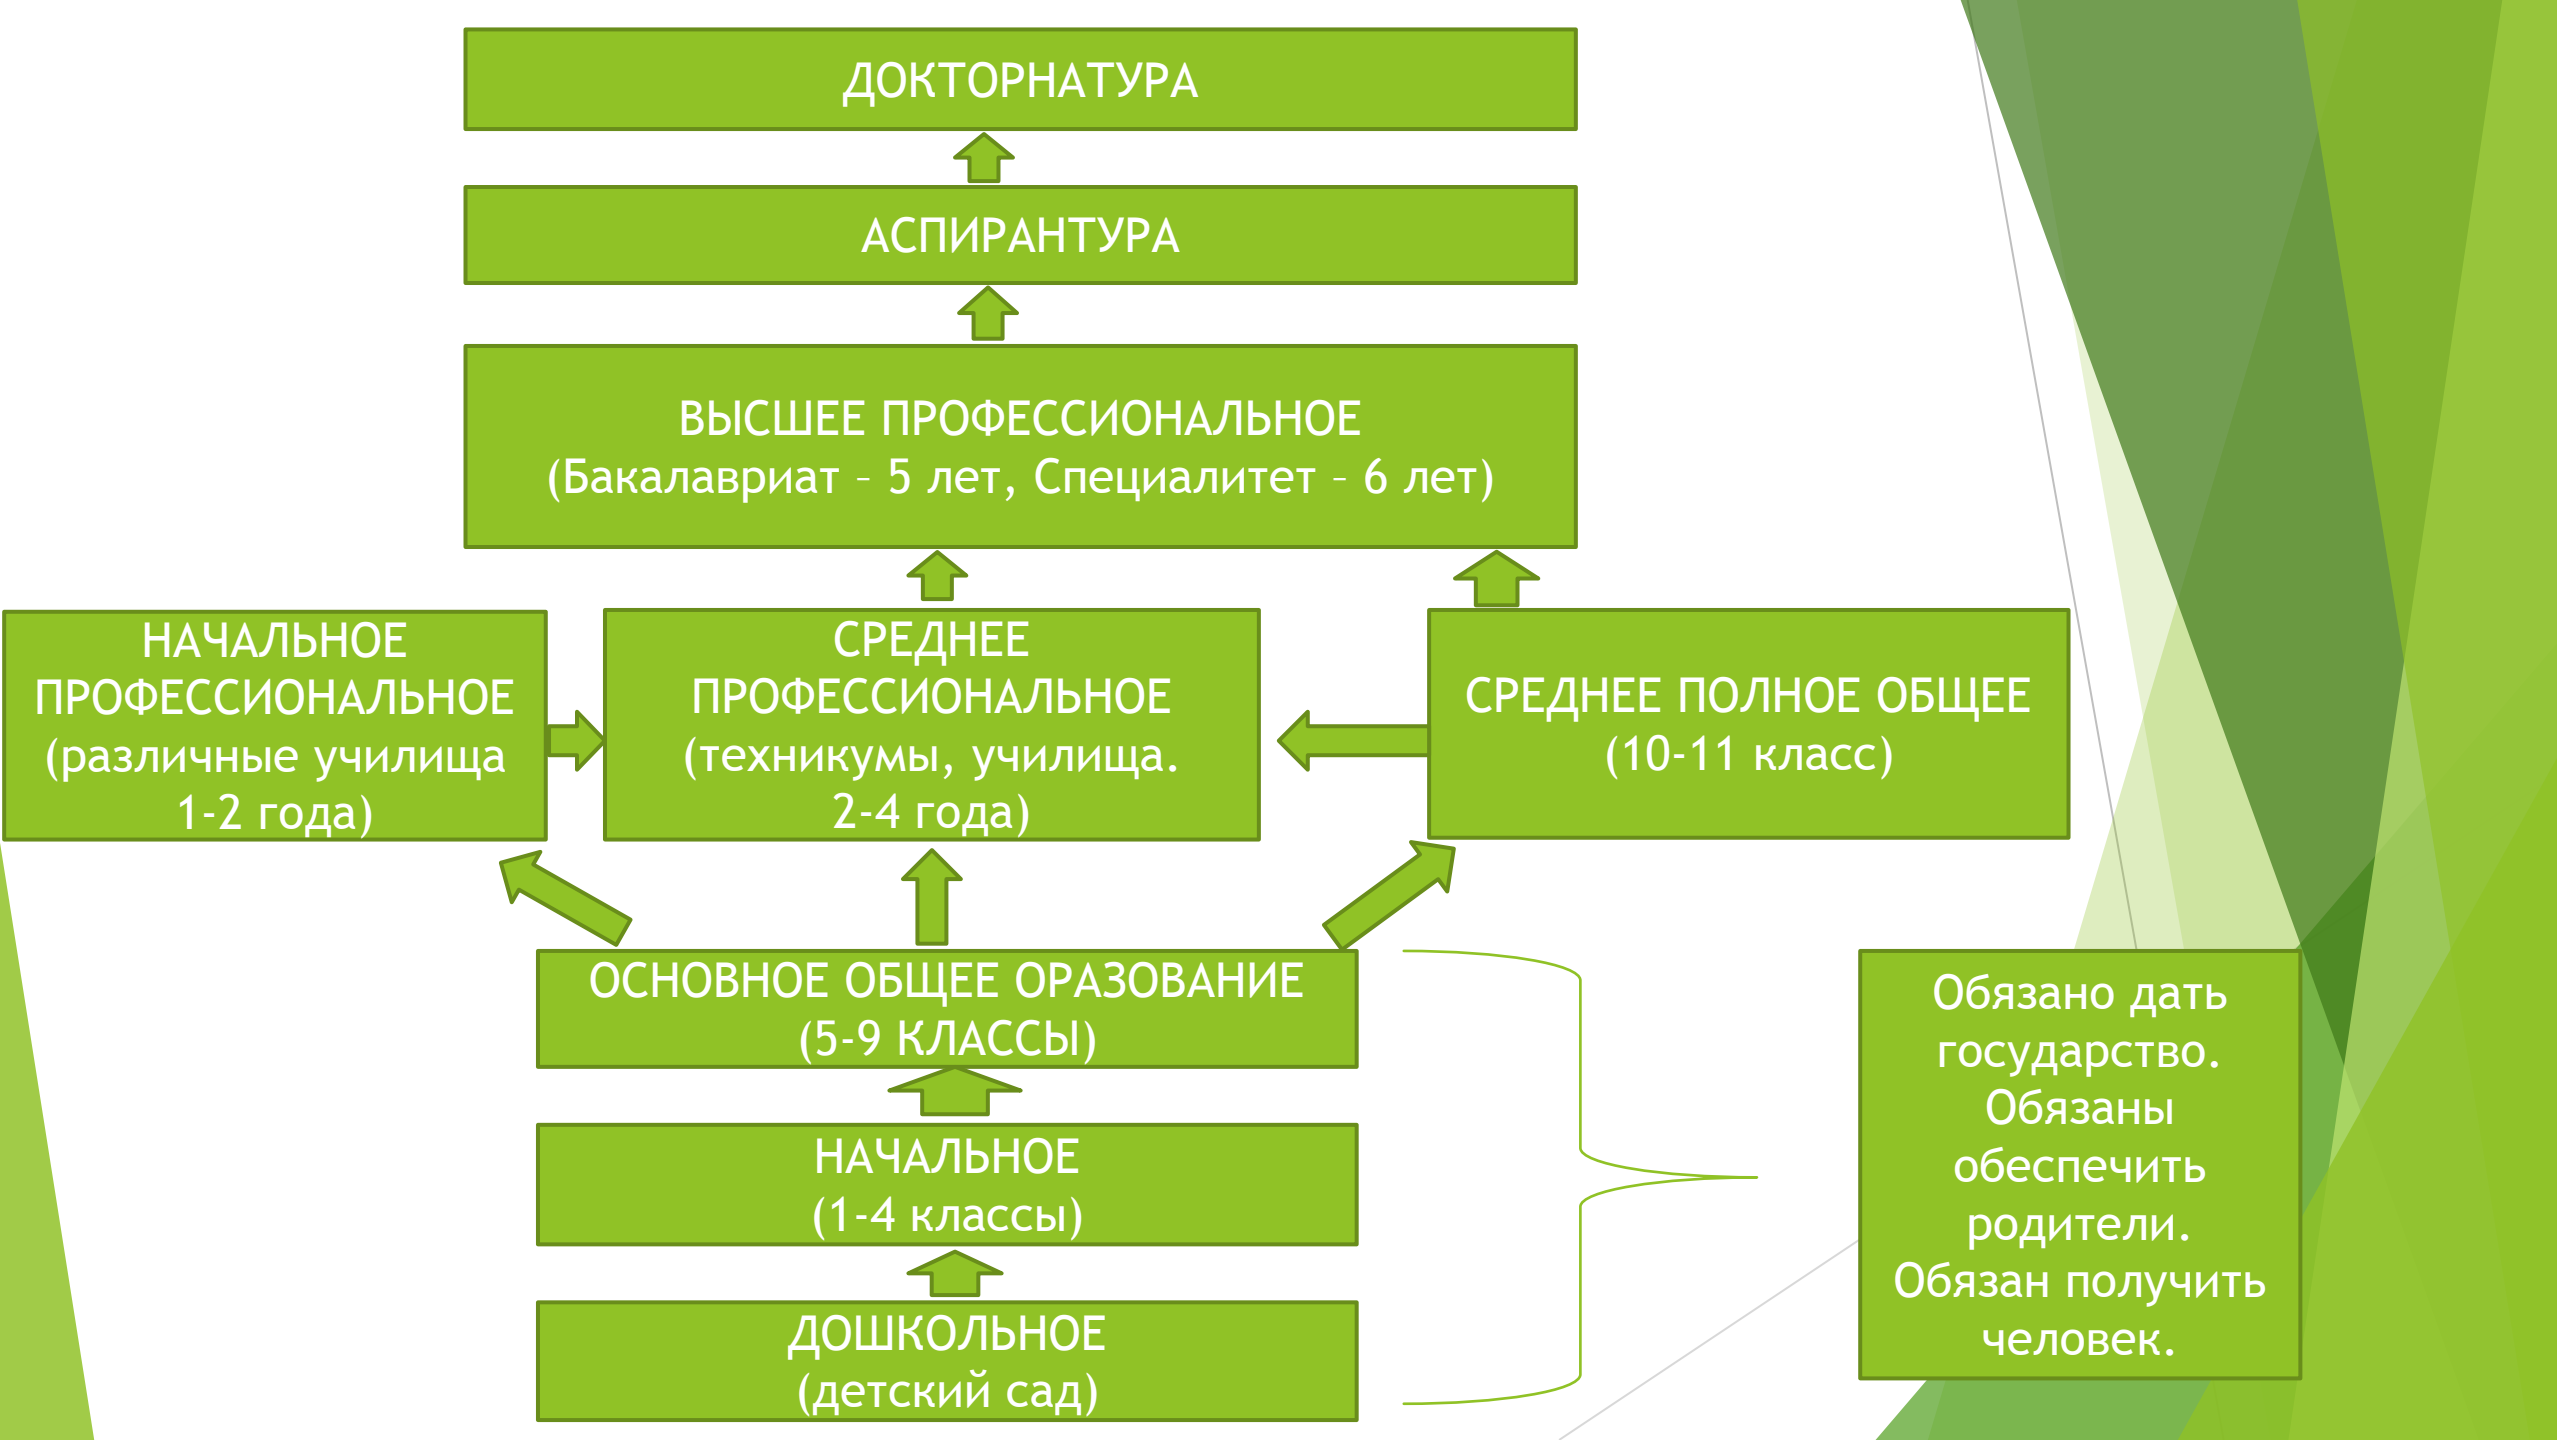 ДОКТОРНАТУРА
АСПИРАНТУРА
ВЫСШЕЕ ПРОФЕССИОНАЛЬНОЕ
(Бакалавриат – 5 лет, Специалитет – 6 лет)
НАЧАЛЬНОЕ
ПРОФЕССИОНАЛЬНОЕ
(различные училища
1-2 года)
СРЕДНЕЕ
ПРОФЕССИОНАЛЬНОЕ
(техникумы, училища.
2-4 года)
СРЕДНЕЕ ПОЛНОЕ ОБЩЕЕ
(10-11 класс)
ОСНОВНОЕ ОБЩЕЕ ОРАЗОВАНИЕ
(5-9 КЛАССЫ)
НАЧАЛЬНОЕ
(1-4 классы)
ДОШКОЛЬНОЕ
(детский сад)
Обязано дать
государство.
Обязаны
обеспечить
родители.
Обязан получить
человек.